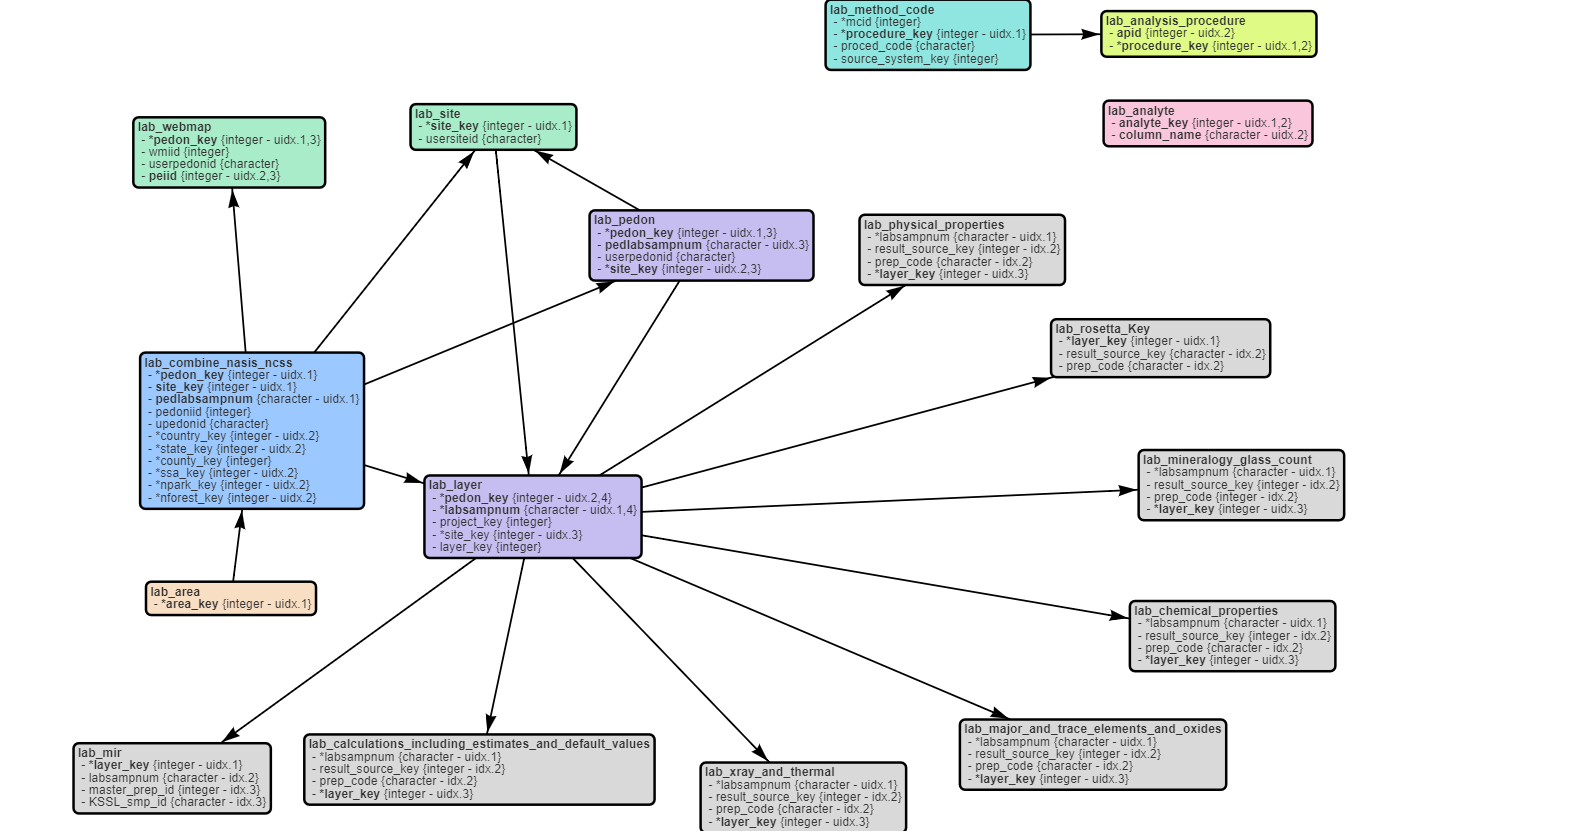 lab_method_code
- *mcid {integer}
- *procedure_key {integer - uidx.1}
- proced_code {character}
- source_system_key {integer}
lab_analysis_procedure
- apid {integer - uidx.2}
- *procedure_key {integer - uidx.1,2}
lab_analyte
- analyte_key {integer - uidx.1,2}
- column_name {character - uidx.2}
lab_webmap
- *pedon_key {integer - uidx.1,3}
- wmiid {integer}
- userpedonid {character}
- peiid {integer - uidx.2,3}
lab_site
- *site_key {integer - uidx.1}
- usersiteid {character}
lab_pedon
- *pedon_key {integer - uidx.1,3}
- pedlabsampnum {character - uidx.3}
- userpedonid {character}
- *site_key {integer - uidx.2,3}
lab_physical_properties
- *labsampnum {character - uidx.1}
- result_source_key {integer - idx.2}
- prep_code {character - idx.2}
- *layer_key {integer - uidx.3}
lab_rosetta_Key
- *layer_key {integer - uidx.1}
- result_source_key {character - idx.2}
- prep_code {character - idx.2}
lab_combine_nasis_ncss
- *pedon_key {integer - uidx.1}
- site_key {integer - uidx.1}
- pedlabsampnum {character - uidx.1}
- pedoniid {integer}
- upedonid {character}
- *country_key {integer - uidx.2}
- *state_key {integer - uidx.2}
- *county_key {integer}
- *ssa_key {integer - uidx.2}
- *npark_key {integer - uidx.2}
- *nforest_key {integer - uidx.2}
lab_layer
- *pedon_key {integer - uidx.2,4}
- *labsampnum {character - uidx.1,4}
- project_key {integer}
- *site_key {integer - uidx.3}
- layer_key {integer}
lab_mineralogy_glass_count
- *labsampnum {character - uidx.1}
- result_source_key {integer - idx.2}
- prep_code {integer - idx.2}
- *layer_key {integer - uidx.3}
lab_area
- *area_key {integer - uidx.1}
lab_chemical_properties
- *labsampnum {character - uidx.1}
- result_source_key {integer - idx.2}
- prep_code {character - idx.2}
- *layer_key {integer - uidx.3}
lab_mir
- *layer_key {integer - uidx.1}
- labsampnum {character - idx.2}
- master_prep_id {integer - idx.3}
- KSSL_smp_id {character - idx.3}
lab_calculations_including_estimates_and_default_values
- *labsampnum {character - uidx.1}
- result_source_key {integer - idx.2}
- prep_code {character - idx.2}
- *layer_key {integer - uidx.3}
lab_xray_and_thermal
- *labsampnum {character - uidx.1}
- result_source_key {integer - uidx.2}
- prep_code {character - idx.2}
- *layer_key {integer - uidx.3}
lab_major_and_trace_elements_and_oxides
- *labsampnum {character - uidx.1}
- result_source_key {integer - idx.2}
- prep_code {character - idx.2}
- *layer_key {integer - uidx.3}